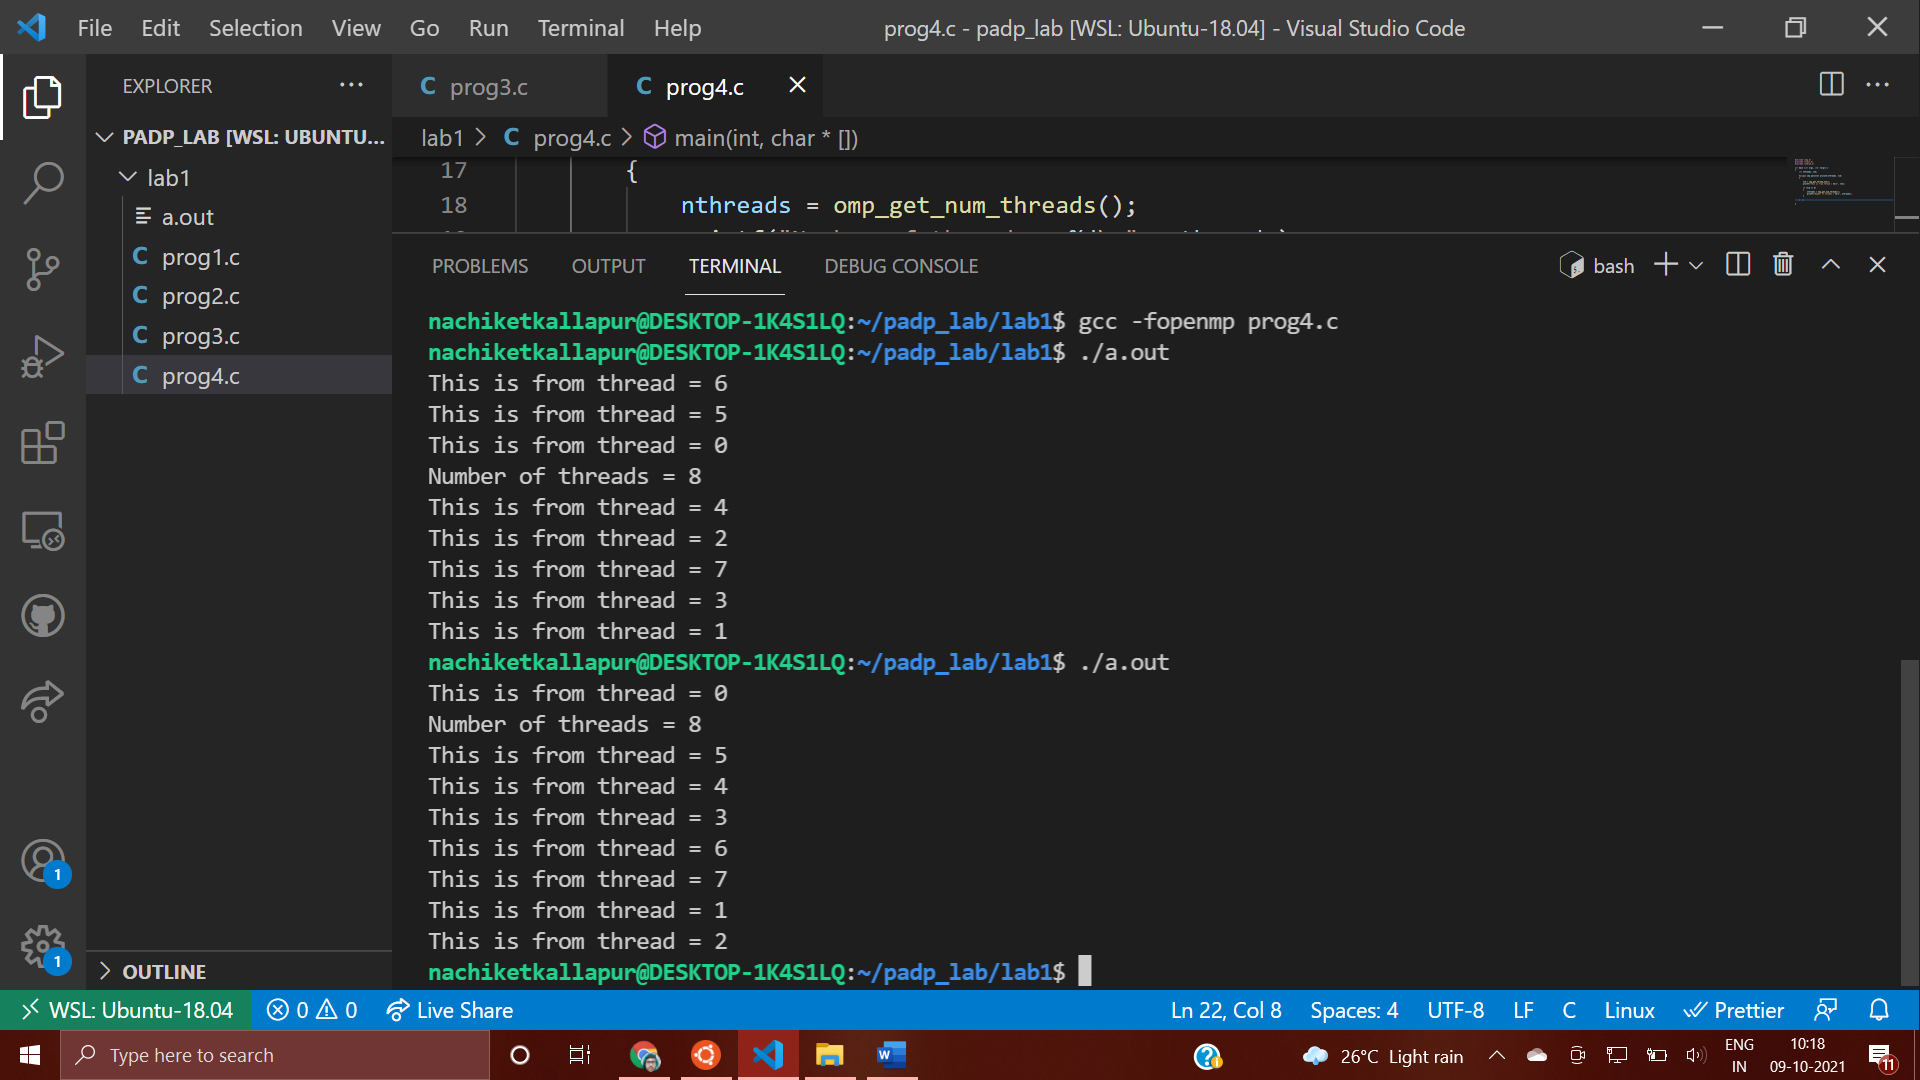 File Edit Selection View Go Run Terminal Help
prog4.c - padp_lab [WSL: Ubuntu-18.04] - Visual Studio Code
EXPLORER
PADP_LAB [WSL: UBUNTU...
lab1
a.out
C prog1.c
C prog2.c
C prog3.c
C prog4.c
OUTLINE
C prog3.c
C prog4.c
lab1 > C prog4.c > main(int, char * [])
17 {
18 nthreads = omp_get_num_threads();
PROBLEMS OUTPUT TERMINAL DEBUG CONSOLE
bash
nachiketkallapur@DESKTOP-1K4S1LQ:~/padp_lab/lab1$ gcc -fopenmp prog4.c
nachiketkallapur@DESKTOP-1K4S1LQ:~/padp_lab/lab1$ ./a.out
This is from thread = 6
This is from thread = 5
This is from thread = 0
Number of threads = 8
This is from thread = 4
This is from thread = 2
This is from thread = 7
This is from thread = 3
This is from thread = 1
nachiketkallapur@DESKTOP-1K4S1LQ:~/padp_lab/lab1$ ./a.out
This is from thread = 0
Number of threads = 8
This is from thread = 5
This is from thread = 4
This is from thread = 3
This is from thread = 6
This is from thread = 7
This is from thread = 1
This is from thread = 2
nachiketkallapur@DESKTOP-1K4S1LQ:~/padp_lab/lab1$
1
1
WSL: Ubuntu-18.04 0 0 Live Share
Ln 22, Col 8 Spaces: 4 UTF-8 LF C Linux Prettier
Type here to search
26°C Light rain
ENG
IN
10:18
09-10-2021
11